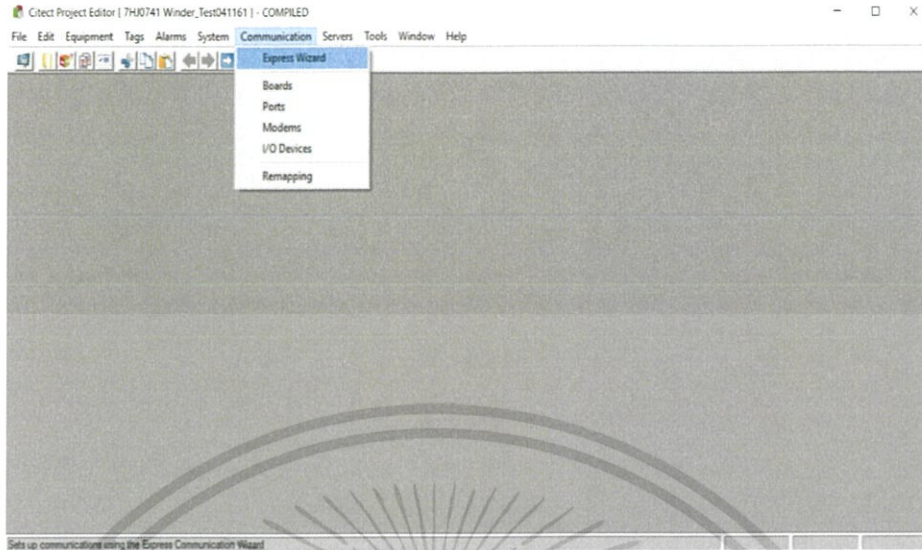 Citect Project Editor [ 7HJ0741 Winder_Test041161 ] - COMPILED
File Edit Equipment Tags Alarms System Communication Servers Tools Window Help
Express Wizard
Boards
Ports
Modems
I/O Devices
Remapping
Sets up communications using the Express Communication Wizard